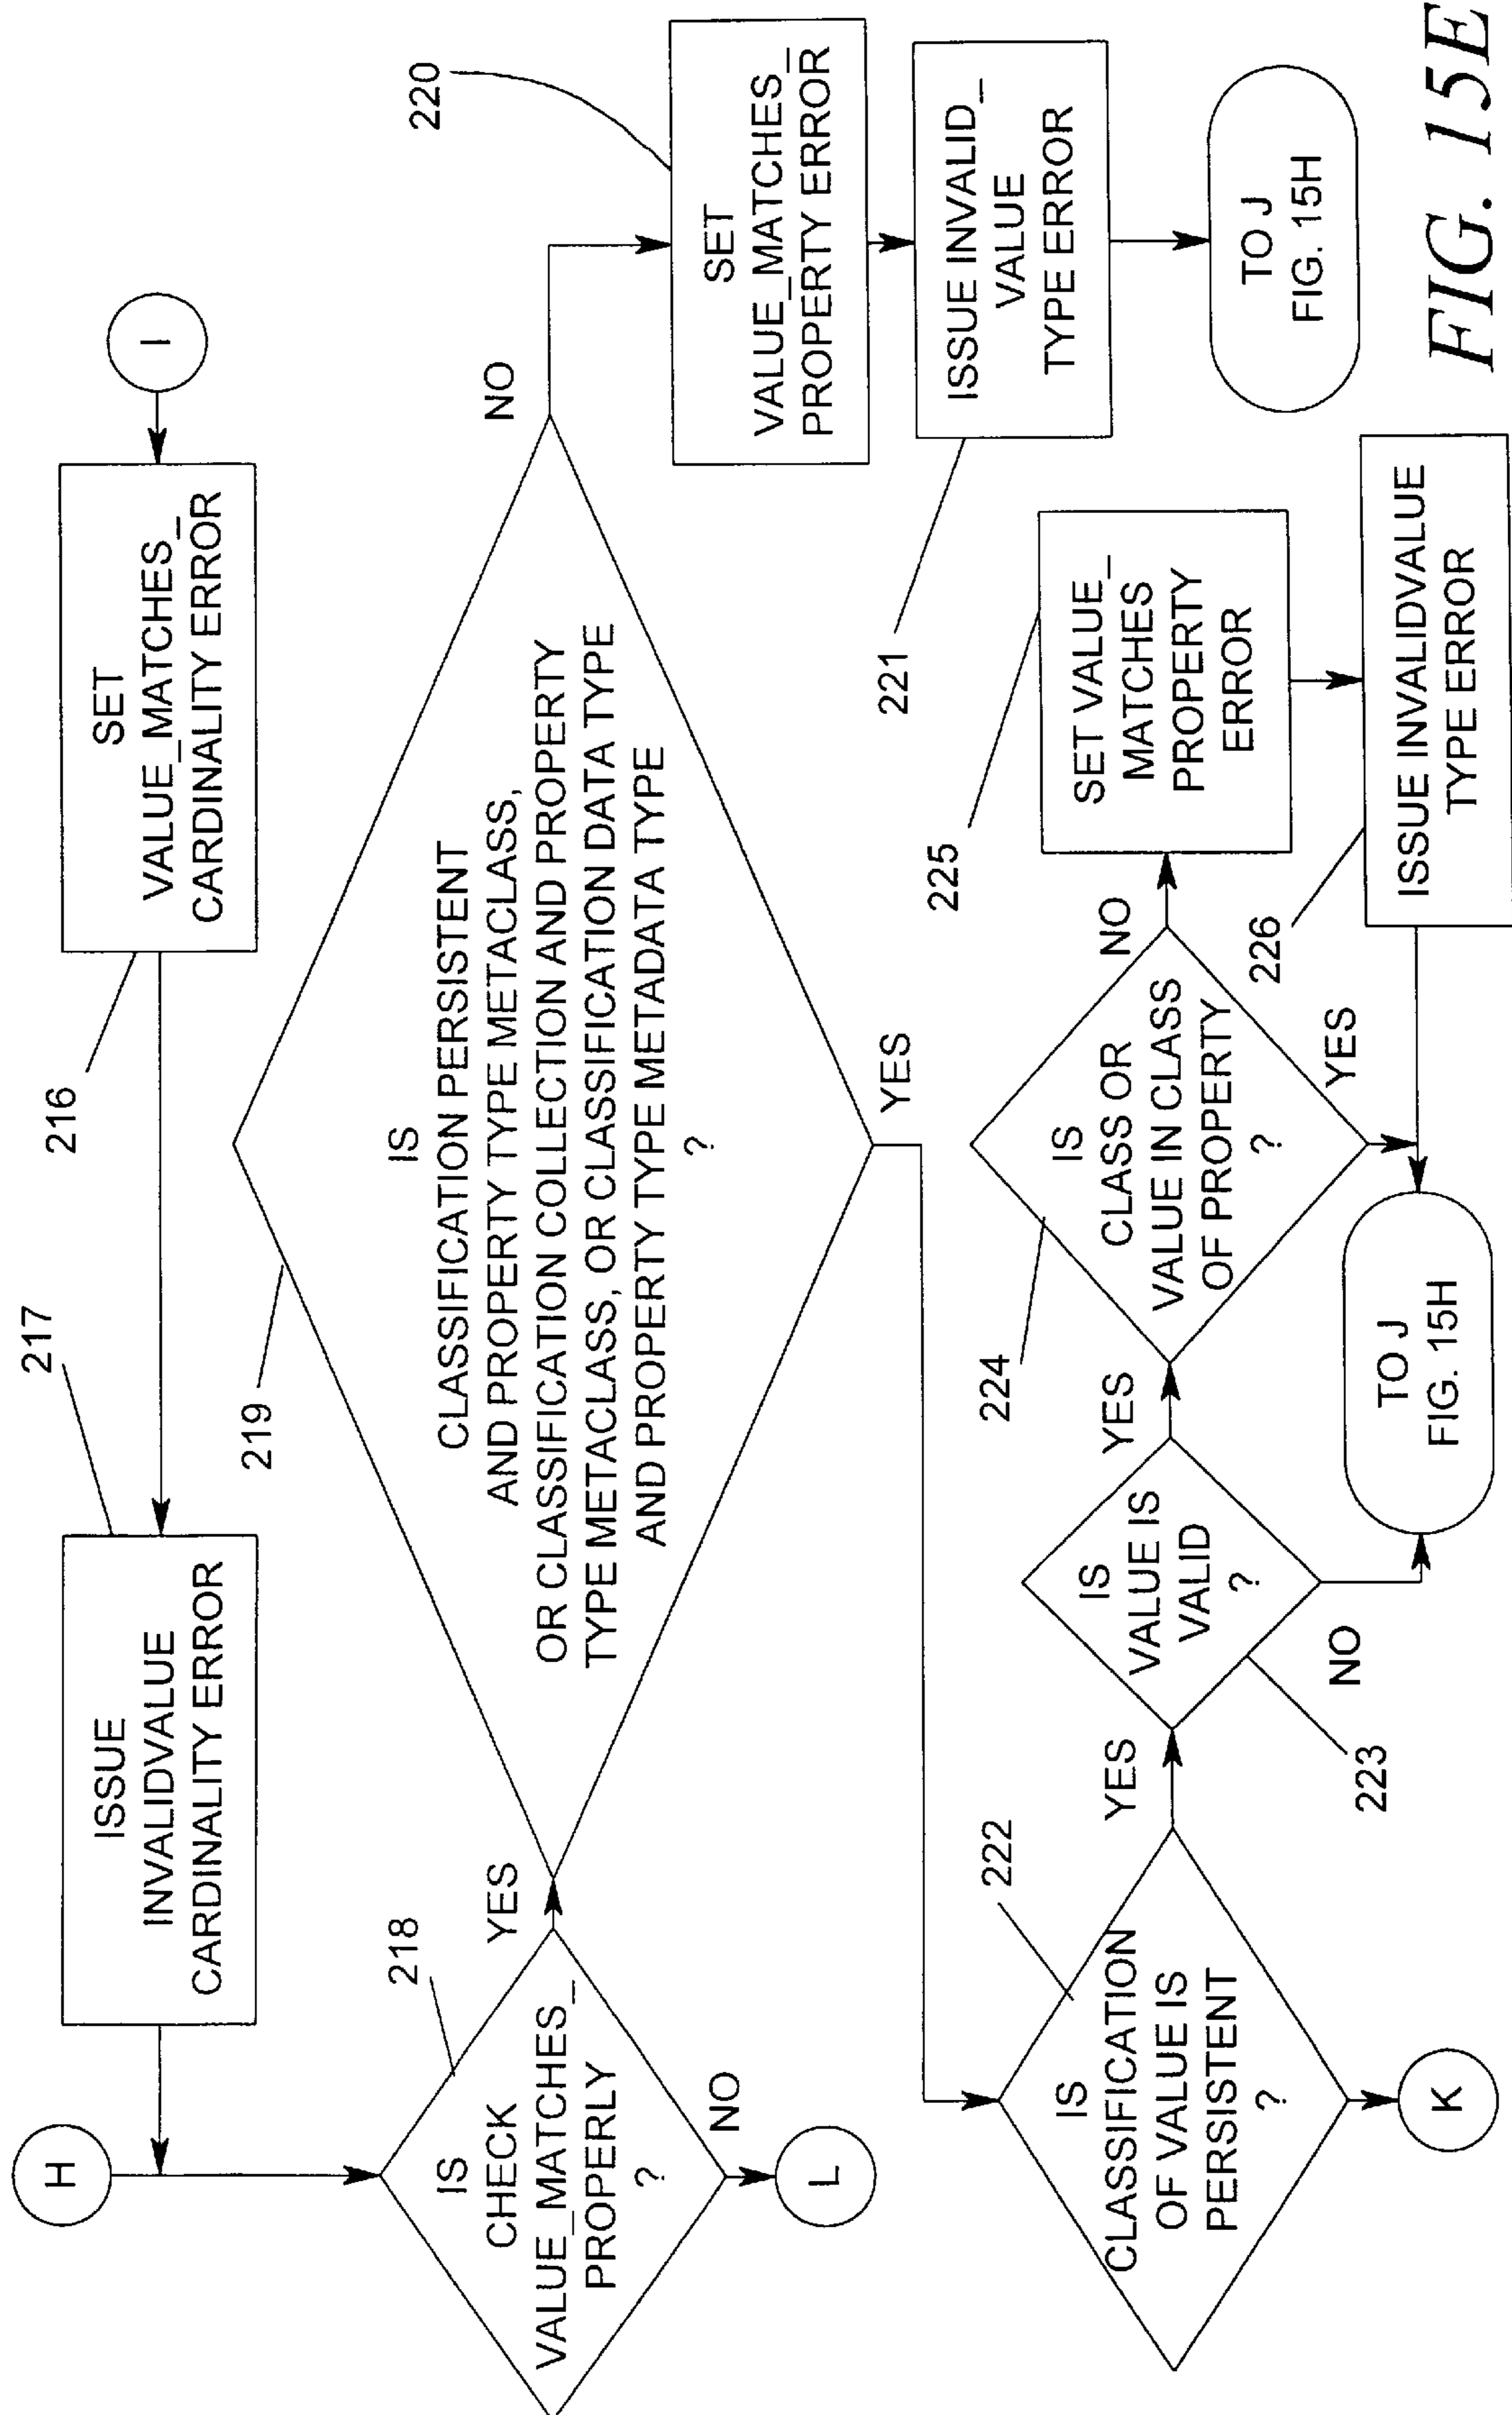 H
217
ISSUE
INVALIDVALUE
CARDINALITY ERROR
216
SET
VALUE_MATCHES_
CARDINALITY ERROR
I
218
IS
CHECK
VALUE_MATCHES_
PROPERLY
?
YES
NO
L
219
IS
CLASSIFICATION PERSISTENT
AND PROPERTY TYPE METACLASS,
OR CLASSIFICATION COLLECTION AND PROPERTY
TYPE METACLASS, OR CLASSIFICATION DATA TYPE
AND PROPERTY TYPE METADATA TYPE
?
NO
YES
220
SET
VALUE_MATCHES_
PROPERTY ERROR
221
ISSUE INVALID_
VALUE
TYPE ERROR
TO J
FIG. 15H
222
IS
CLASSIFICATION
OF VALUE IS
PERSISTENT
?
YES
K
223
IS
VALUE IS
VALID
?
YES
NO
224
IS
CLASS OR
VALUE IN CLASS
OF PROPERTY
?
NO
YES
225
SET VALUE_
MATCHES
PROPERTY
ERROR
226
ISSUE INVALIDVALUE
TYPE ERROR
TO J
FIG. 15H
FIG. 15E